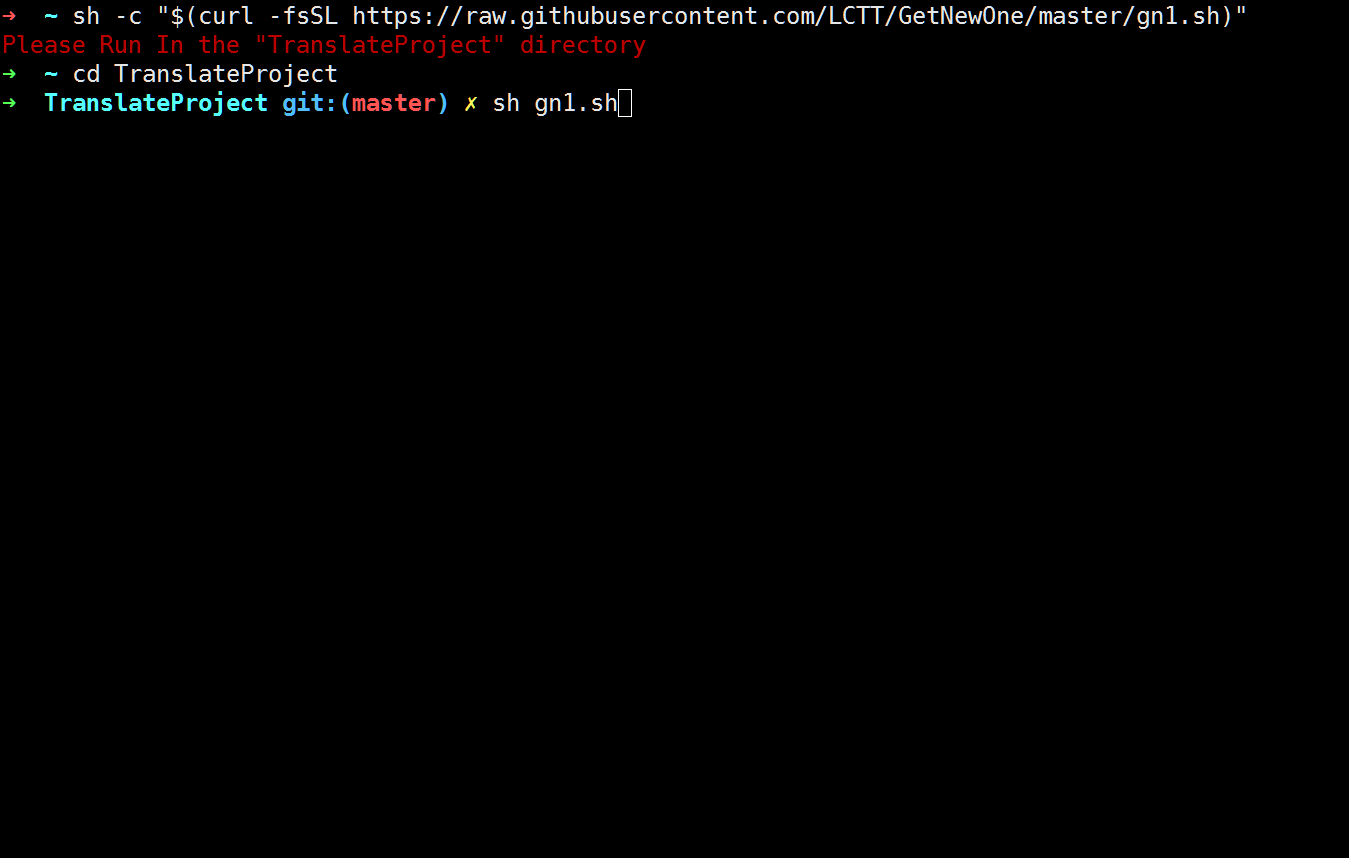 ➜  ~ sh -c "$(curl -fsSL https://raw.githubusercontent.com/LCTT/GetNewOne/master/gn1.sh)"
Please Run In the "TranslateProject" directory
➜  ~ cd TranslateProject
➜  TranslateProject git:(master) ✗ sh gn1.sh